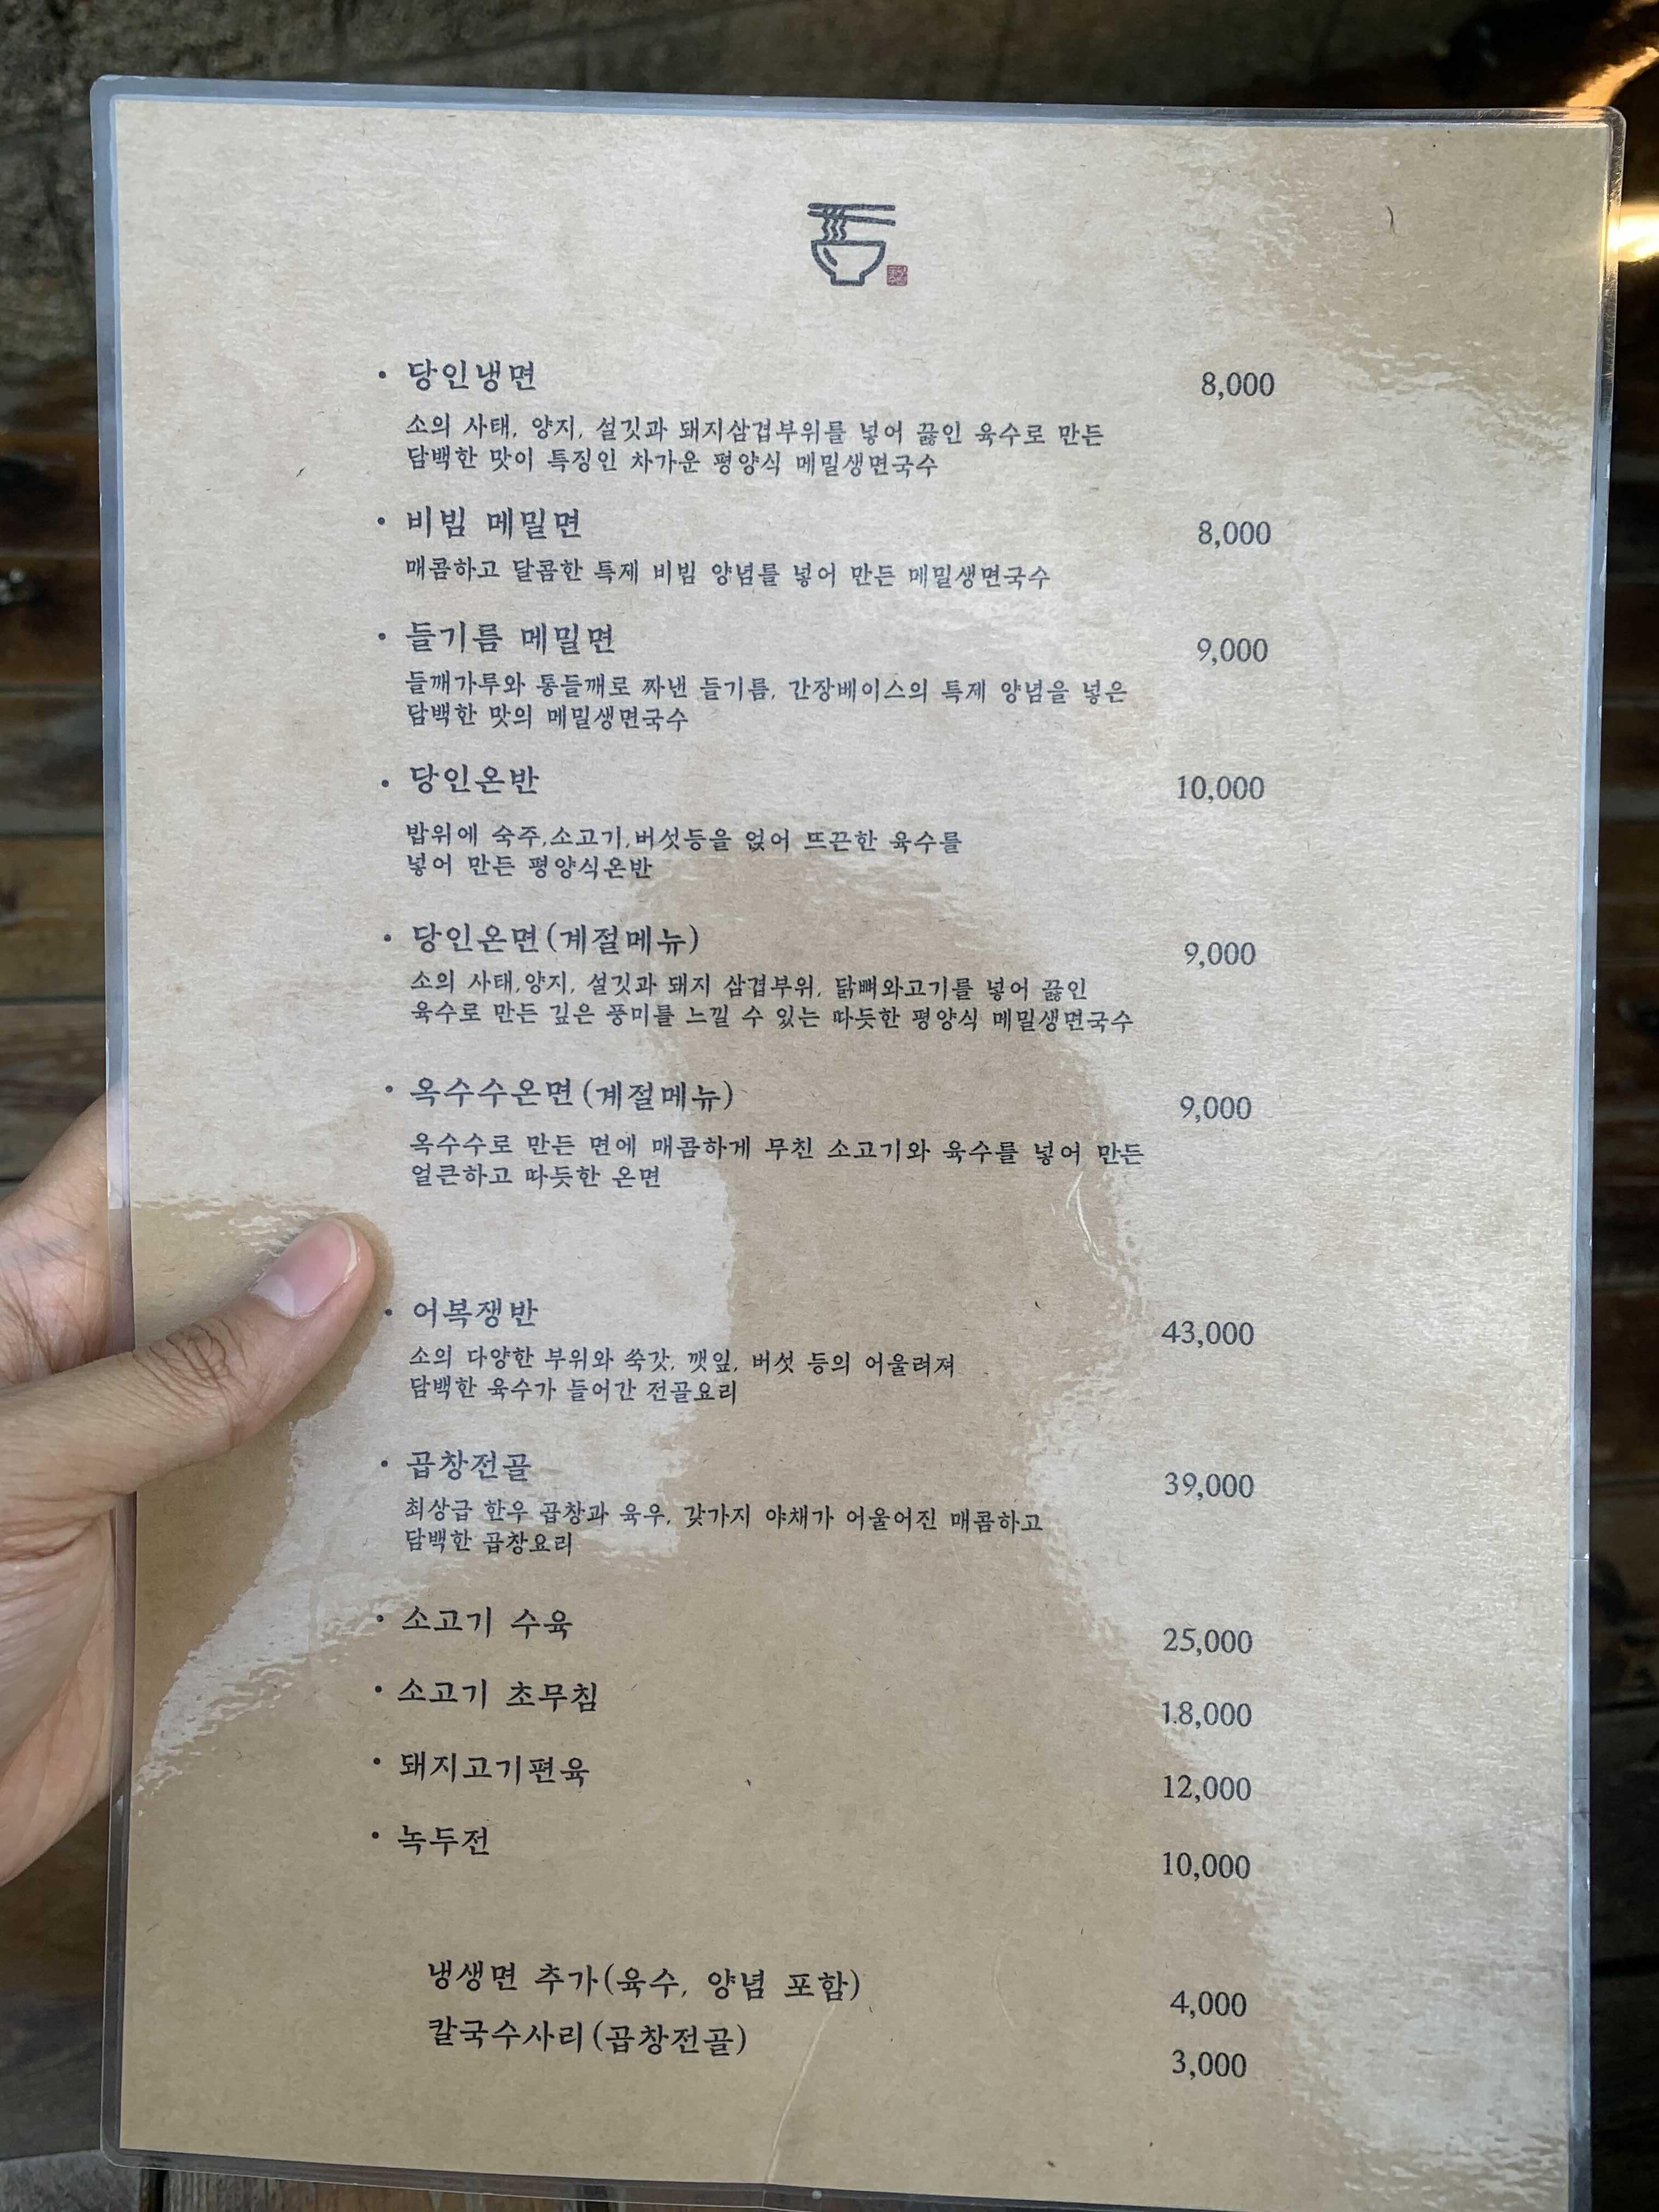 · 당인냉면 8,000
소의 사태, 양지, 설깃과 돼지삼겹부위를 넣어 끓인 육수로 만든
담백한 맛이 특징인 차가운 평양식 메밀생면국수
· 비빔 메밀면 8,000
매콤하고 달콤한 특제 비빔 양념를 넣어 만든 메밀생면국수
· 들기름 메밀면 9,000
들깨가루와 통들깨로 짜낸 들기름, 간장베이스의 특제 양념을 넣은
담백한 맛의 메밀생면국수
· 당인온반 10,000
밥위에 숙주,소고기,버섯등을 얹어 뜨끈한 육수를
넣어 만든 평양식온반
· 당인온면(계절메뉴) 9,000
소의 사태,양지, 설깃과 돼지 삼겹부위, 닭뼈와고기를 넣어 끓인
육수로 만든 깊은 풍미를 느낄 수 있는 따듯한 평양식 메밀생면국수
· 옥수수온면(계절메뉴) 9,000
옥수수로 만든 면에 매콤하게 무친 소고기와 육수를 넣어 만든
얼큰하고 따듯한 온면
· 어복쟁반 43,000
소의 다양한 부위와 쑥갓, 깻잎, 버섯 등의 어울려져
담백한 육수가 들어간 전골요리
· 곱창전골 39,000
최상급 한우 곱창과 육우, 갖가지 야채가 어울어진 매콤하고
담백한 곱창요리
· 소고기 수육 25,000
· 소고기 초무침 18,000
· 돼지고기편육 12,000
· 녹두전 10,000
냉생면 추가(육수, 양념 포함) 4,000
칼국수사리(곱창전골) 3,000